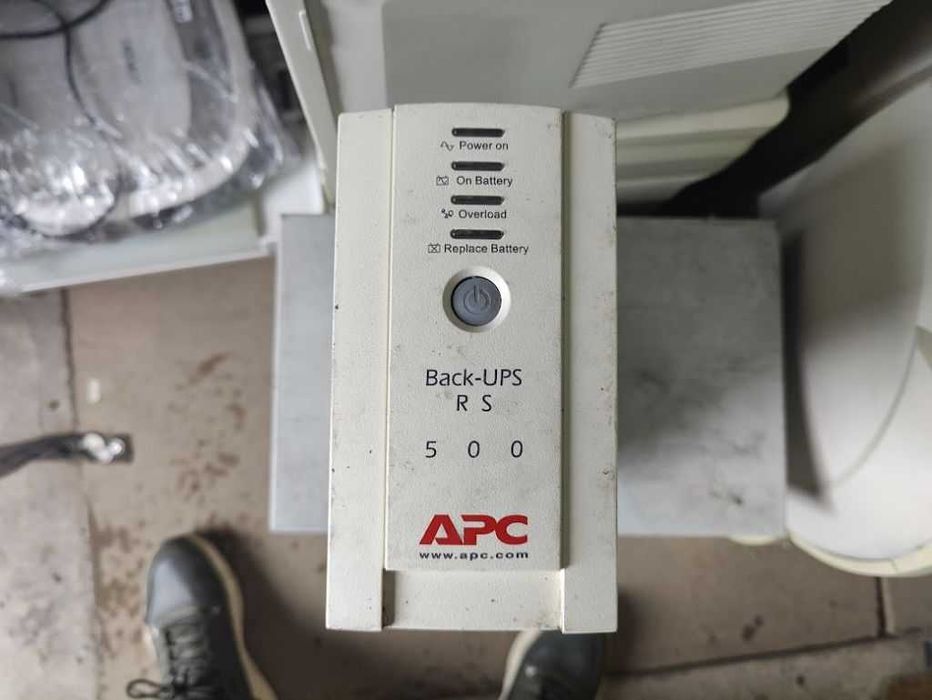 Power on
On Battery
Overload
Replace Battery
Back-UPS
R S
5 0 0
APC
www.apc.com